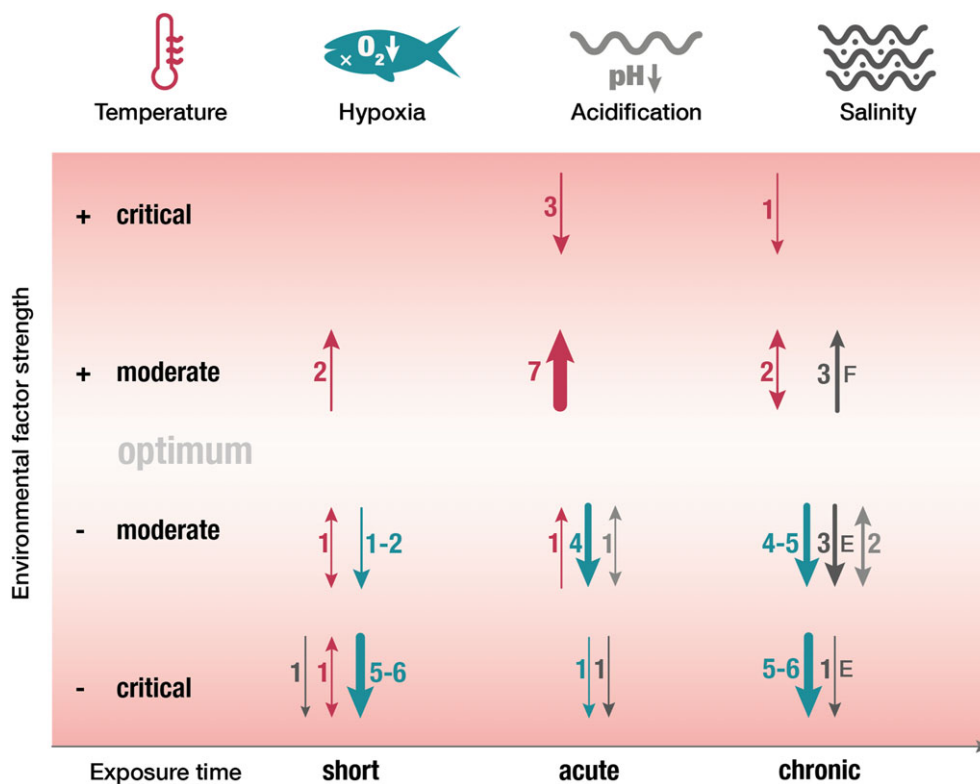 O2
pH
Temperature Hypoxia Acidification Salinity
+ critical 3 1
+ moderate 2 7 2 3 F
optimum
- moderate 1 1-2 1 4 1 4-5 3 E 2
- critical 1 1 5-6 1 1 5-6 1 E
Environmental factor strength
Exposure time short acute chronic